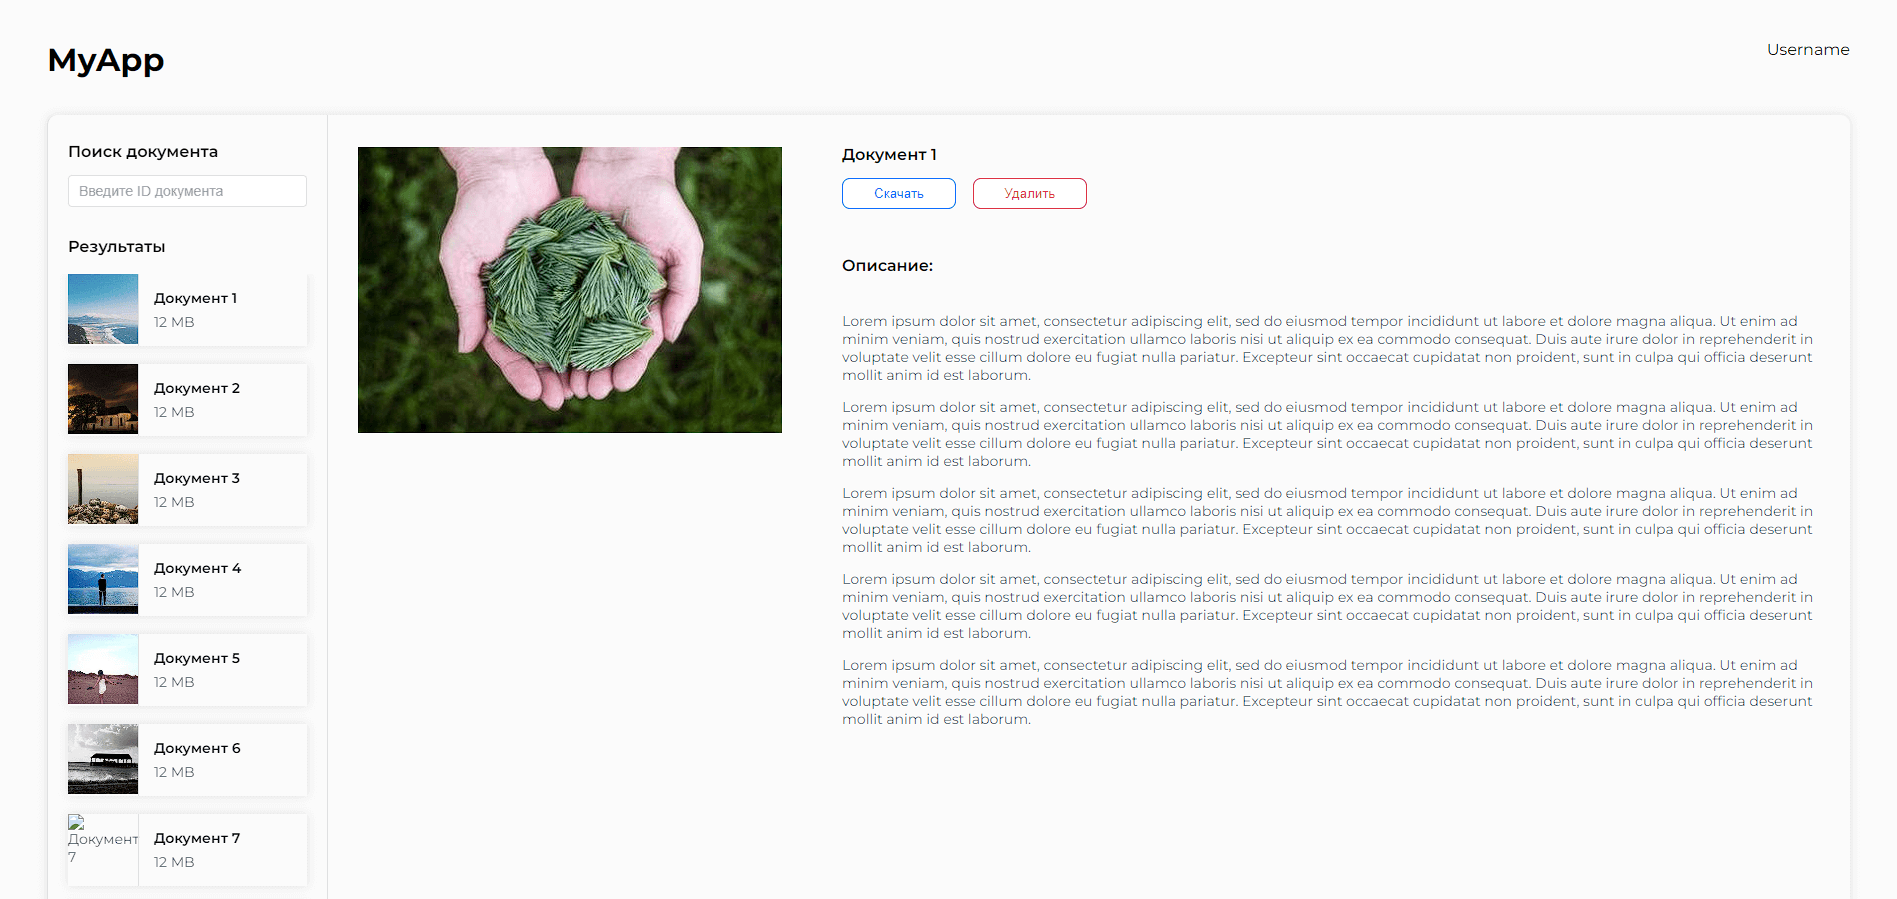 MyApp
Username
Поиск документа
Введите ID документа
Результаты
Документ 1
12 MB
Документ 2
12 MB
Документ 3
12 MB
Документ 4
12 MB
Документ 5
12 MB
Документ 6
12 MB
Документ
7
Документ 7
12 MB
Документ 1
Скачать
Удалить
Описание:
Lorem ipsum dolor sit amet, consectetur adipiscing elit, sed do eiusmod tempor incididunt ut labore et dolore magna aliqua. Ut enim ad
minim veniam, quis nostrud exercitation ullamco laboris nisi ut aliquip ex ea commodo consequat. Duis aute irure dolor in reprehenderit in
voluptate velit esse cillum dolore eu fugiat nulla pariatur. Excepteur sint occaecat cupidatat non proident, sunt in culpa qui officia deserunt
mollit anim id est laborum.
Lorem ipsum dolor sit amet, consectetur adipiscing elit, sed do eiusmod tempor incididunt ut labore et dolore magna aliqua. Ut enim ad
minim veniam, quis nostrud exercitation ullamco laboris nisi ut aliquip ex ea commodo consequat. Duis aute irure dolor in reprehenderit in
voluptate velit esse cillum dolore eu fugiat nulla pariatur. Excepteur sint occaecat cupidatat non proident, sunt in culpa qui officia deserunt
mollit anim id est laborum.
Lorem ipsum dolor sit amet, consectetur adipiscing elit, sed do eiusmod tempor incididunt ut labore et dolore magna aliqua. Ut enim ad
minim veniam, quis nostrud exercitation ullamco laboris nisi ut aliquip ex ea commodo consequat. Duis aute irure dolor in reprehenderit in
voluptate velit esse cillum dolore eu fugiat nulla pariatur. Excepteur sint occaecat cupidatat non proident, sunt in culpa qui officia deserunt
mollit anim id est laborum.
Lorem ipsum dolor sit amet, consectetur adipiscing elit, sed do eiusmod tempor incididunt ut labore et dolore magna aliqua. Ut enim ad
minim veniam, quis nostrud exercitation ullamco laboris nisi ut aliquip ex ea commodo consequat. Duis aute irure dolor in reprehenderit in
voluptate velit esse cillum dolore eu fugiat nulla pariatur. Excepteur sint occaecat cupidatat non proident, sunt in culpa qui officia deserunt
mollit anim id est laborum.
Lorem ipsum dolor sit amet, consectetur adipiscing elit, sed do eiusmod tempor incididunt ut labore et dolore magna aliqua. Ut enim ad
minim veniam, quis nostrud exercitation ullamco laboris nisi ut aliquip ex ea commodo consequat. Duis aute irure dolor in reprehenderit in
voluptate velit esse cillum dolore eu fugiat nulla pariatur. Excepteur sint occaecat cupidatat non proident, sunt in culpa qui officia deserunt
mollit anim id est laborum.